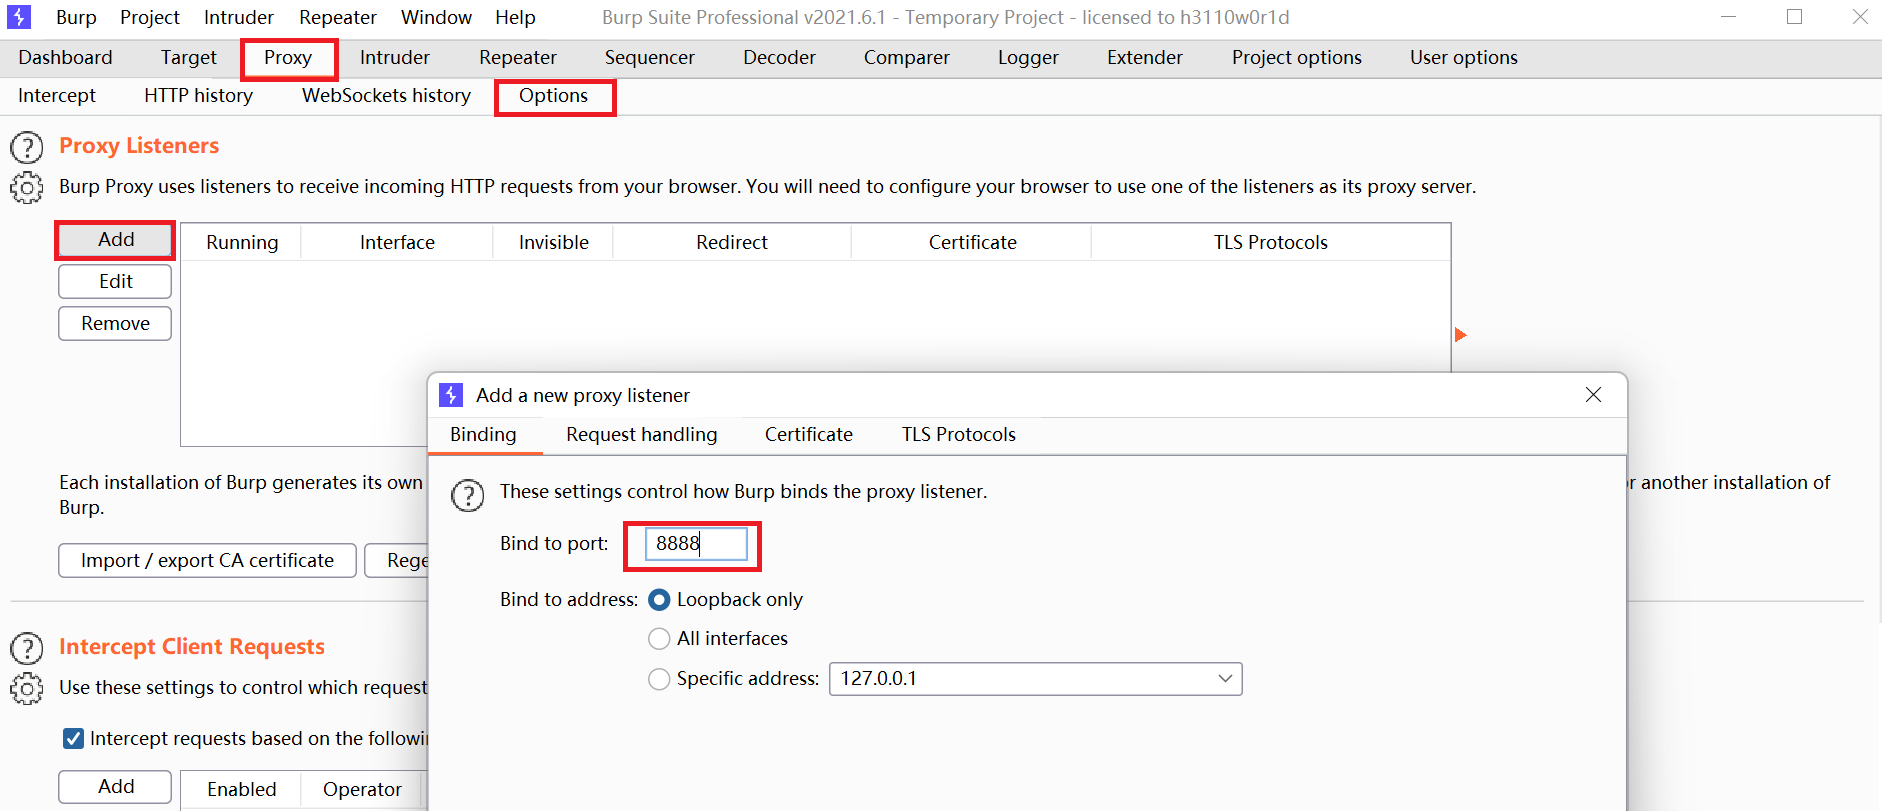 Burp Project Intruder Repeater Window Help Burp Suite Professional v2021.6.1 - Temporary Project - licensed to h3110w0r1d
Dashboard Target Proxy Intruder Repeater Sequencer Decoder Comparer Logger Extender Project options User options
Intercept HTTP history WebSockets history Options
Proxy Listeners
Burp Proxy uses listeners to receive incoming HTTP requests from your browser. You will need to configure your browser to use one of the listeners as its proxy server.
Add Running Interface Invisible Redirect Certificate TLS Protocols
Edit
Remove
Add a new proxy listener
Binding Request handling Certificate TLS Protocols
Each installation of Burp generates its own
These settings control how Burp binds the proxy listener.
r another installation of
Burp.
Bind to port: 8888
Import / export CA certificate Rege
Bind to address: Loopback only
All interfaces
Intercept Client Requests
Specific address: 127.0.0.1
Use these settings to control which request
Intercept requests based on the followi
Add Enabled Operator